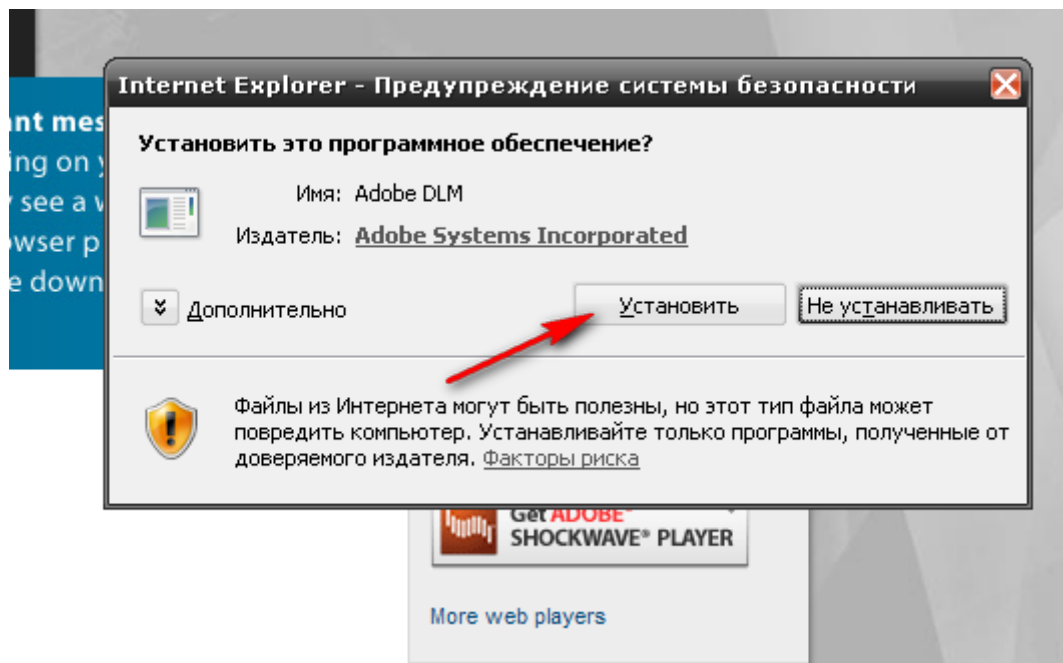 Internet Explorer - Предупреждение системы безопасности
ant mes
ing on y
see a w
wser p
e down
Установить это программное обеспечение?
Имя: Adobe DLM
Издатель: Adobe Systems Incorporated
Дополнительно
Установить
Не устанавливать
Файлы из Интернета могут быть полезны, но этот тип файла может
повредить компьютер. Устанавливайте только программы, полученные от
доверяемого издателя. Факторы риска
Get ADOBE®
SHOCKWAVE® PLAYER
More web players